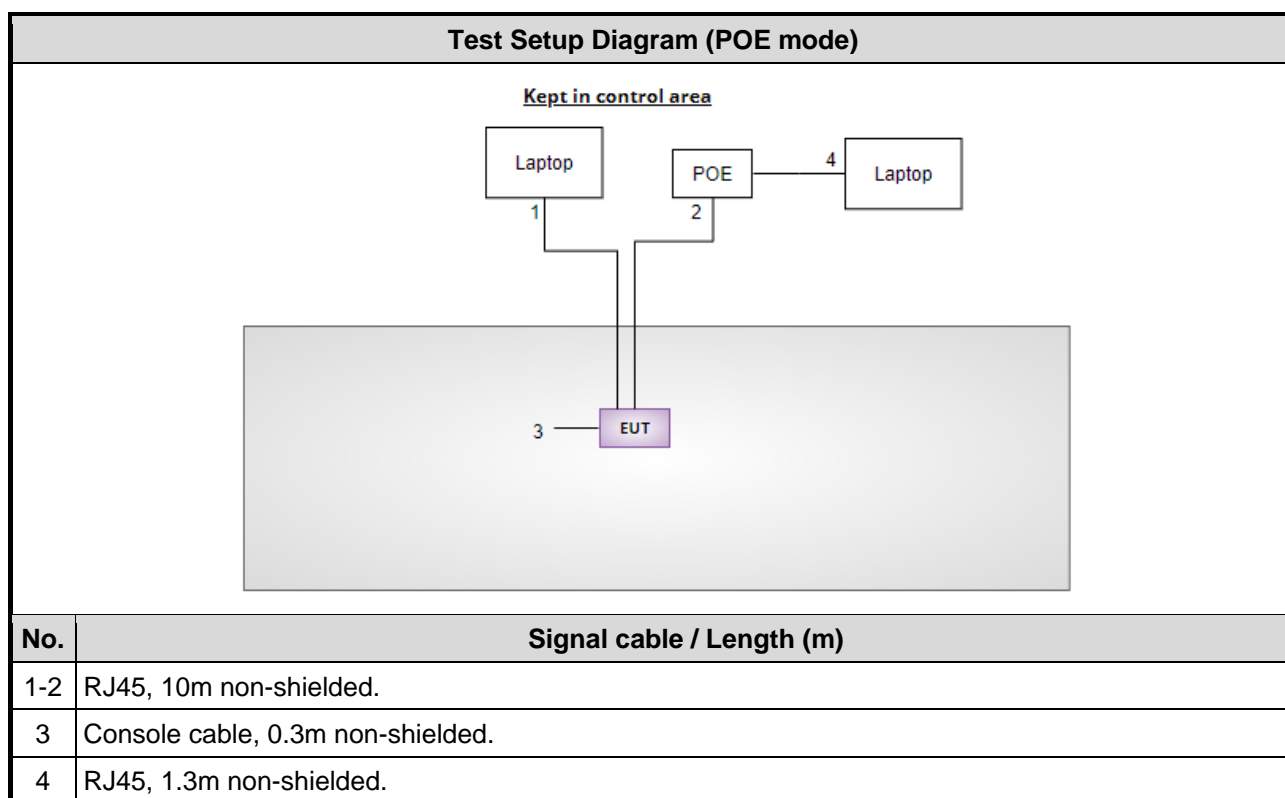 Test Setup Diagram (POE mode)
Kept in control area
Laptop
POE
4
Laptop
1
2
3
EUT
No. Signal cable / Length (m)
1-2 RJ45, 10m non-shielded.
3 Console cable, 0.3m non-shielded.
4 RJ45, 1.3m non-shielded.